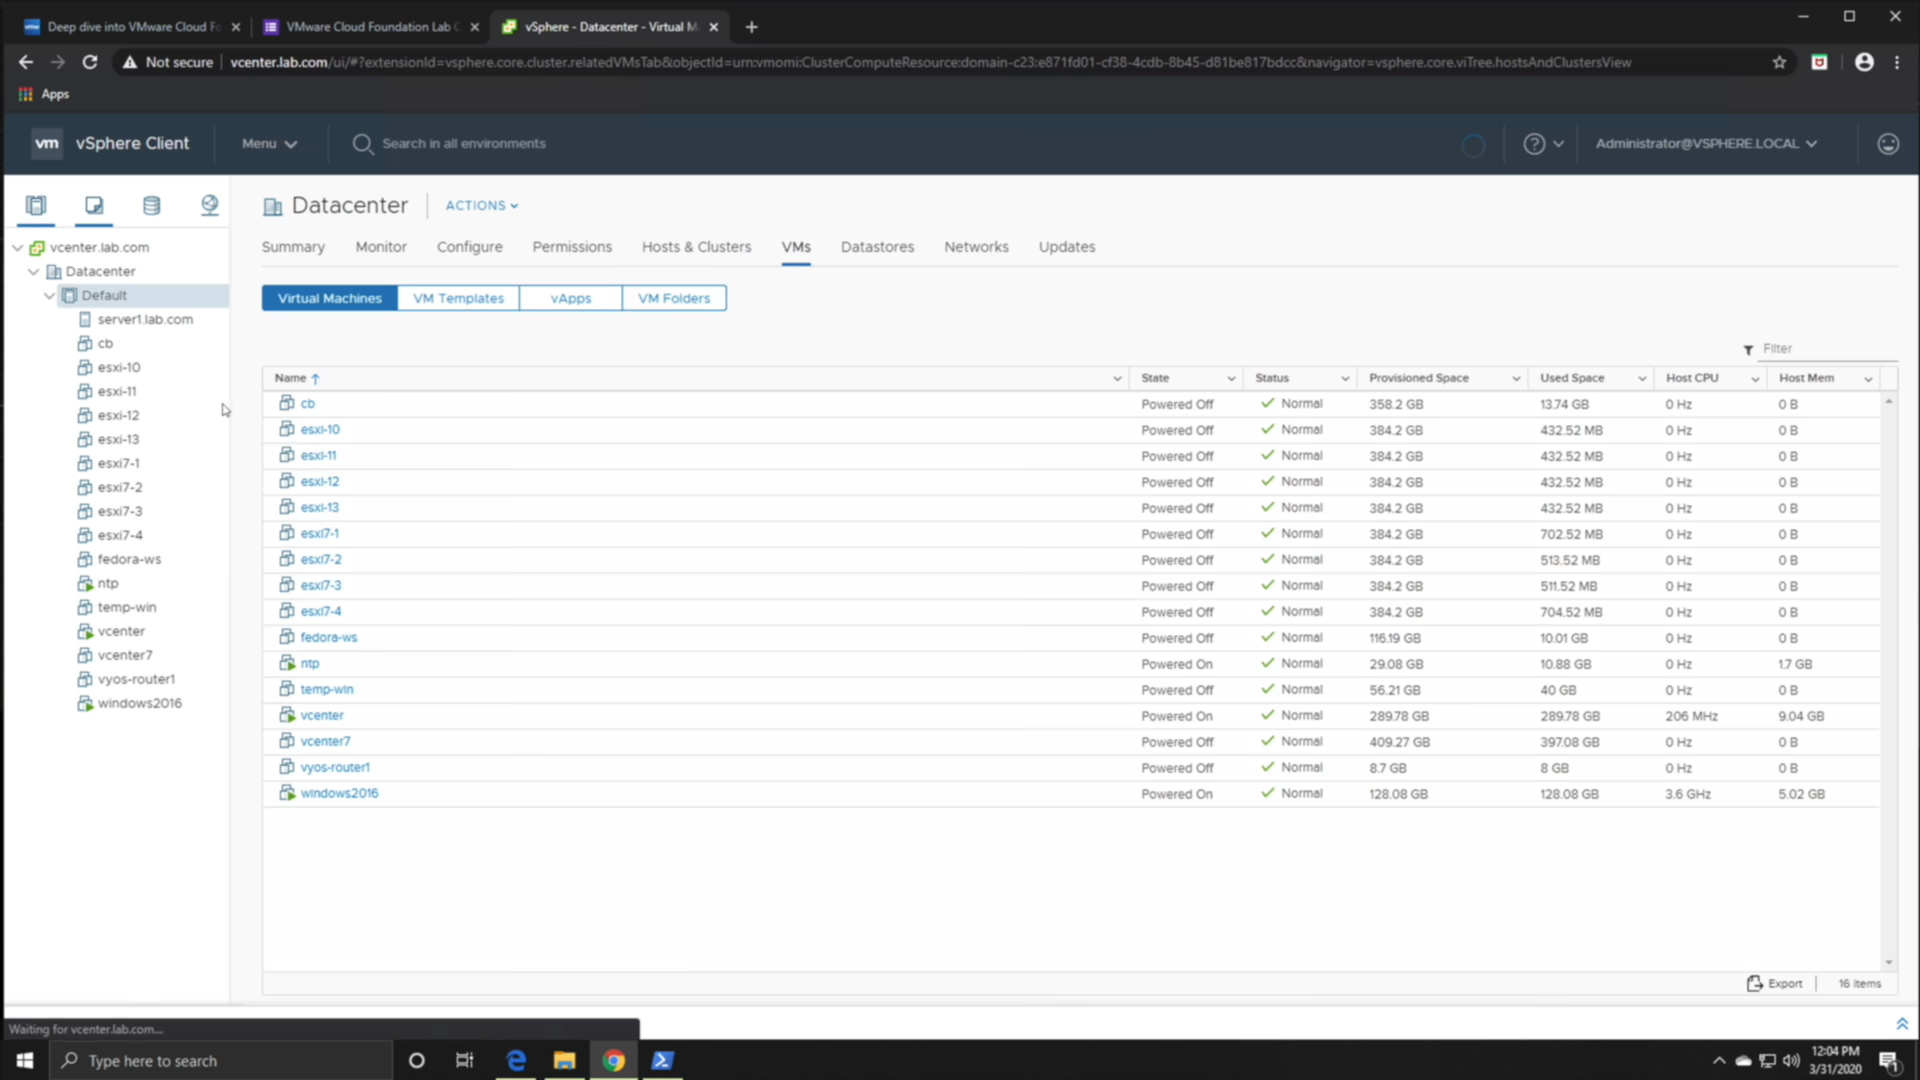 Deep dive into VMware Cloud Fo
VMware Cloud Foundation Lab C
vSphere - Datacenter - Virtual M
Not secure
vcenter.lab.com/ui/#?extensionId=vsphere.core.cluster.relatedVMsTab&objectId=urn:vmomi:ClusterComputeResource:domain-c23:e871fd01-cf38-4cdb-8b45-d81be817bdcc&navigator=vsphere.core.viTree.hostsAndClustersView
Apps
vm vSphere Client
Menu
Search in all environments
Administrator@VSPHERE.LOCAL
vcenter.lab.com
Datacenter
Default
server1.lab.com
cb
esxi-10
esxi-11
esxi-12
esxi-13
esxi7-1
esxi7-2
esxi7-3
esxi7-4
fedora-ws
ntp
temp-win
vcenter
vcenter7
vyos-router1
windows2016
Datacenter
ACTIONS
Summary Monitor Configure Permissions Hosts & Clusters VMs Datastores Networks Updates
Virtual Machines VM Templates vApps VM Folders
Filter
Name State Status Provisioned Space Used Space Host CPU Host Mem
cb Powered Off Normal 358.2 GB 13.74 GB 0 Hz 0 B
esxi-10 Powered Off Normal 384.2 GB 432.52 MB 0 Hz 0 B
esxi-11 Powered Off Normal 384.2 GB 432.52 MB 0 Hz 0 B
esxi-12 Powered Off Normal 384.2 GB 432.52 MB 0 Hz 0 B
esxi-13 Powered Off Normal 384.2 GB 432.52 MB 0 Hz 0 B
esxi7-1 Powered Off Normal 384.2 GB 702.52 MB 0 Hz 0 B
esxi7-2 Powered Off Normal 384.2 GB 513.52 MB 0 Hz 0 B
esxi7-3 Powered Off Normal 384.2 GB 511.52 MB 0 Hz 0 B
esxi7-4 Powered Off Normal 384.2 GB 704.52 MB 0 Hz 0 B
fedora-ws Powered Off Normal 116.19 GB 10.01 GB 0 Hz 0 B
ntp Powered On Normal 29.08 GB 10.88 GB 0 Hz 1.7 GB
temp-win Powered Off Normal 56.21 GB 40 GB 0 Hz 0 B
vcenter Powered On Normal 289.78 GB 289.78 GB 206 MHz 9.04 GB
vcenter7 Powered Off Normal 409.27 GB 397.08 GB 0 Hz 0 B
vyos-router1 Powered Off Normal 8.7 GB 8 GB 0 Hz 0 B
windows2016 Powered On Normal 128.08 GB 128.08 GB 3.6 GHz 5.02 GB
Export 16 items
Waiting for vcenter.lab.com...
Type here to search
12:04 PM
3/31/2020
1